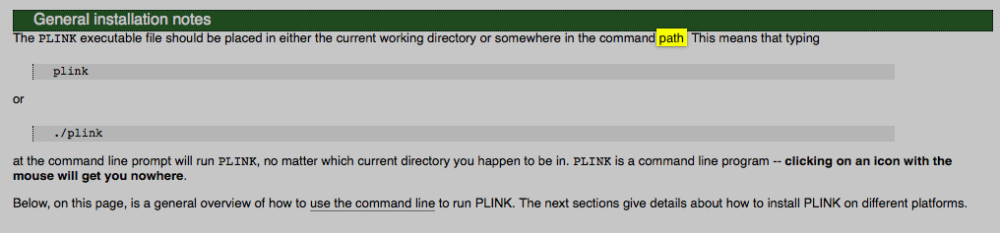 General installation notes
The PLINK executable file should be placed in either the current working directory or somewhere in the command path This means that typing
plink
or
./plink
at the command line prompt will run PLINK, no matter which current directory you happen to be in. PLINK is a command line program -- clicking on an icon with the
mouse will get you nowhere.
Below, on this page, is a general overview of how to use the command line to run PLINK. The next sections give details about how to install PLINK on different platforms.